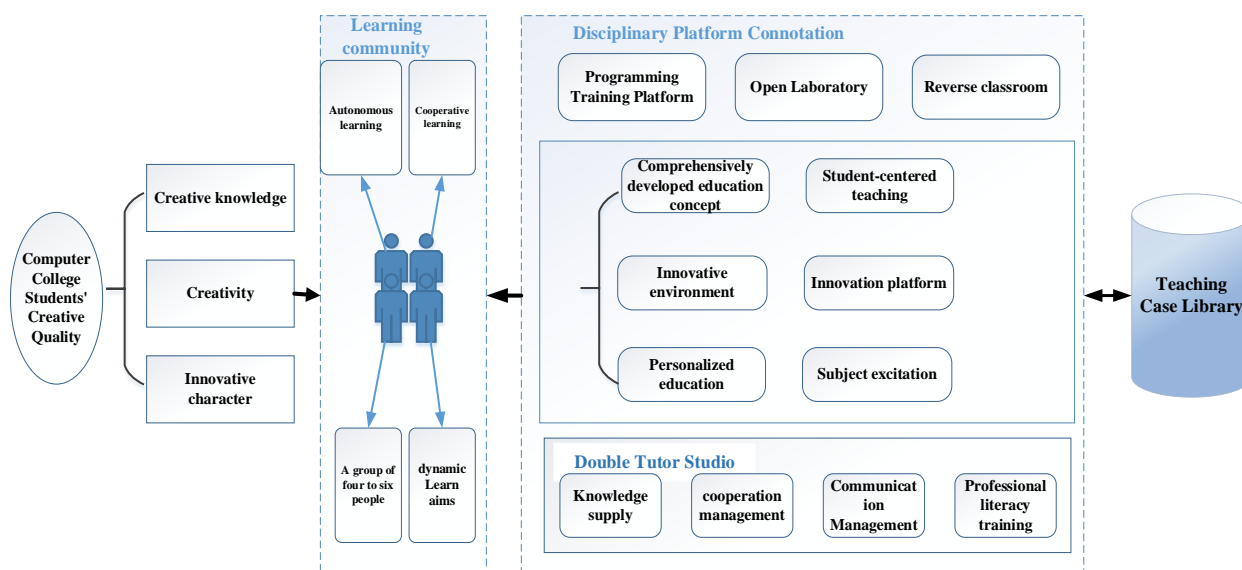 Computer
College
Students'
Creative
Quality
Creative knowledge
Creativity
Innovative
character
Learning
community
Autonomous
learning
Cooperative
learning
A group of
four to six
people
dynamic
Learn
aims
Disciplinary Platform Connotation
Programming
Training Platform
Open Laboratory
Reverse classroom
Comprehensively
developed education
concept
Student-centered
teaching
Innovative
environment
Innovation platform
Personalized
education
Subject excitation
Double Tutor Studio
Knowledge
supply
cooperation
management
Communicat
ion
Management
Professional
literacy
training
Teaching
Case Library